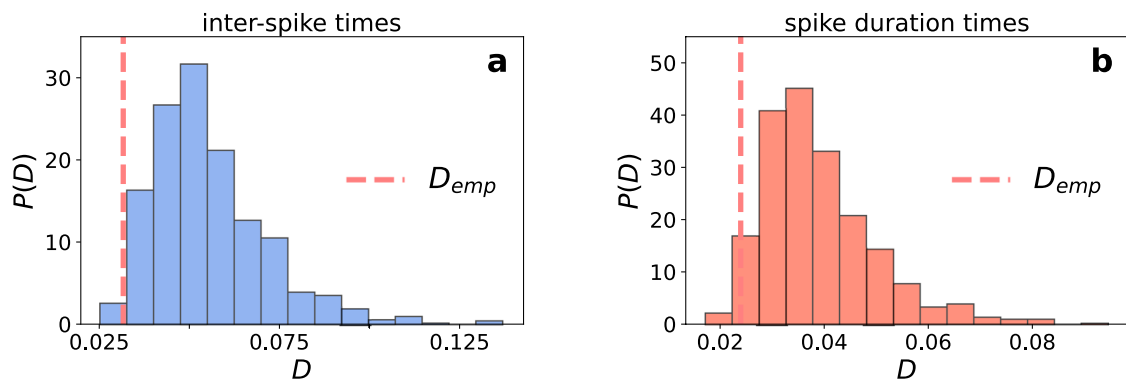 inter-spike times
a
P(D)
30
20
10
0
D_emp
0.025
0.075
0.125
D
spike duration times
b
P(D)
50
40
30
20
10
0
D_emp
0.02
0.04
0.06
0.08
D